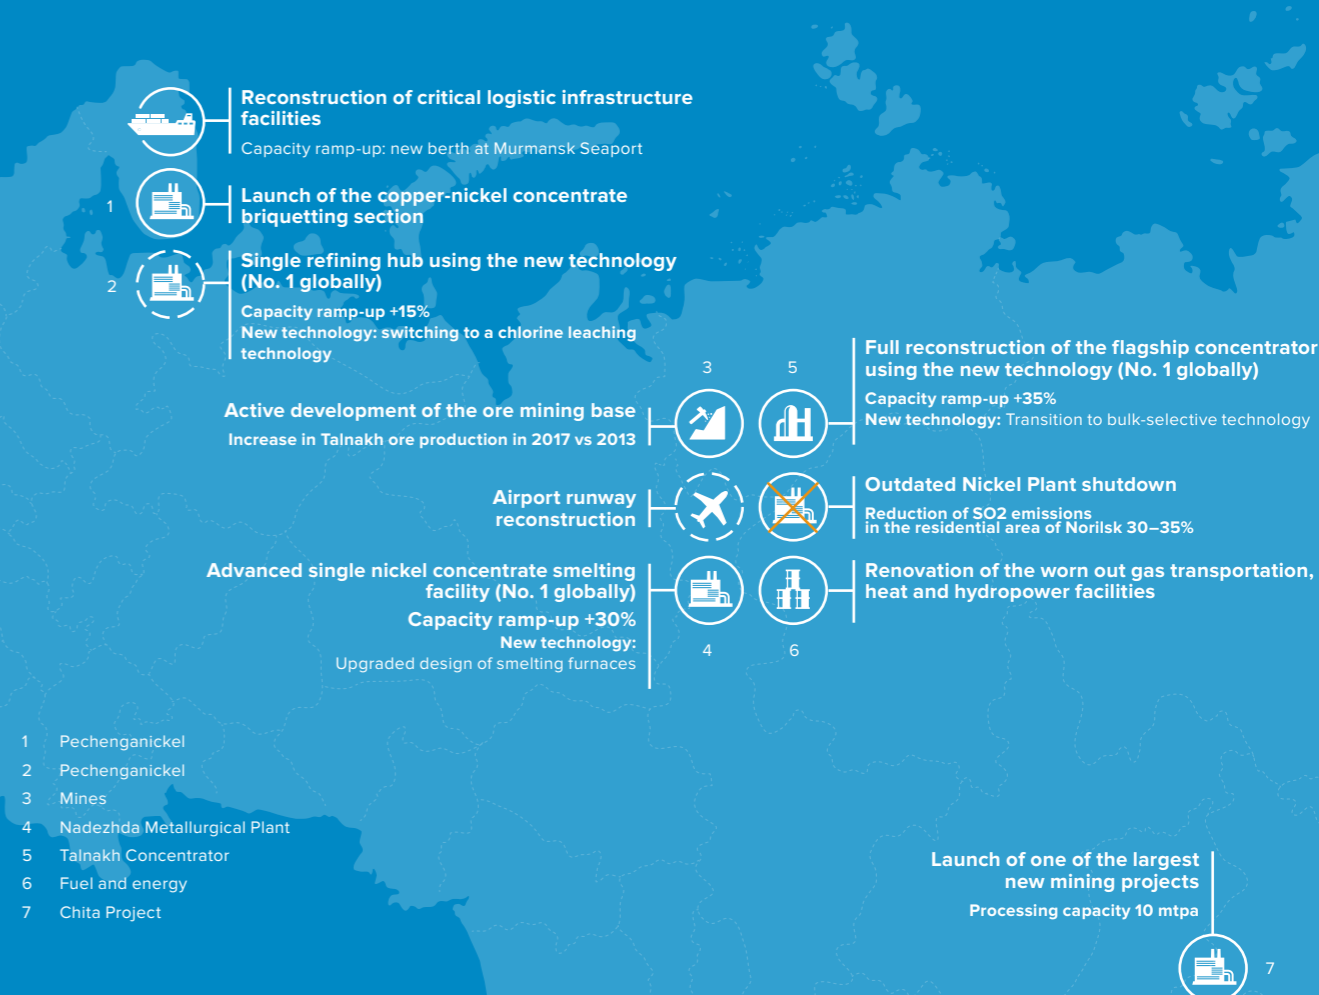 Reconstruction of critical logistic infrastructure
facilities
Capacity ramp-up: new berth at Murmansk Seaport
1
Launch of the copper-nickel concentrate
briquetting section
2
Single refining hub using the new technology
(No. 1 globally)
Capacity ramp-up +15%
New technology: switching to a chlorine leaching
technology
3
Active development of the ore mining base
Increase in Talnakh ore production in 2017 vs 2013
5
Full reconstruction of the flagship concentrator
using the new technology (No. 1 globally)
Capacity ramp-up +35%
New technology: Transition to bulk-selective technology
Airport runway
reconstruction
Outdated Nickel Plant shutdown
Reduction of SO2 emissions
in the residential area of Norilsk 30–35%
Advanced single nickel concentrate smelting
facility (No. 1 globally)
Capacity ramp-up +30%
New technology:
Upgraded design of smelting furnaces
4
Renovation of the worn out gas transportation,
heat and hydropower facilities
6
1 Pechenganickel
2 Pechenganickel
3 Mines
4 Nadezhda Metallurgical Plant
5 Talnakh Concentrator
6 Fuel and energy
7 Chita Project
Launch of one of the largest
new mining projects
Processing capacity 10 mtpa
7